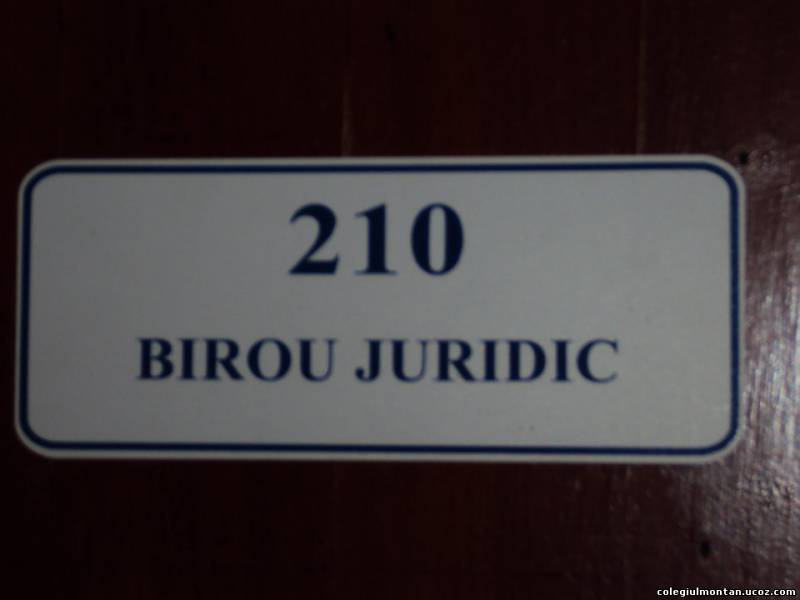 210
BIROU JURIDIC
colegiulmontan.ucoz.com